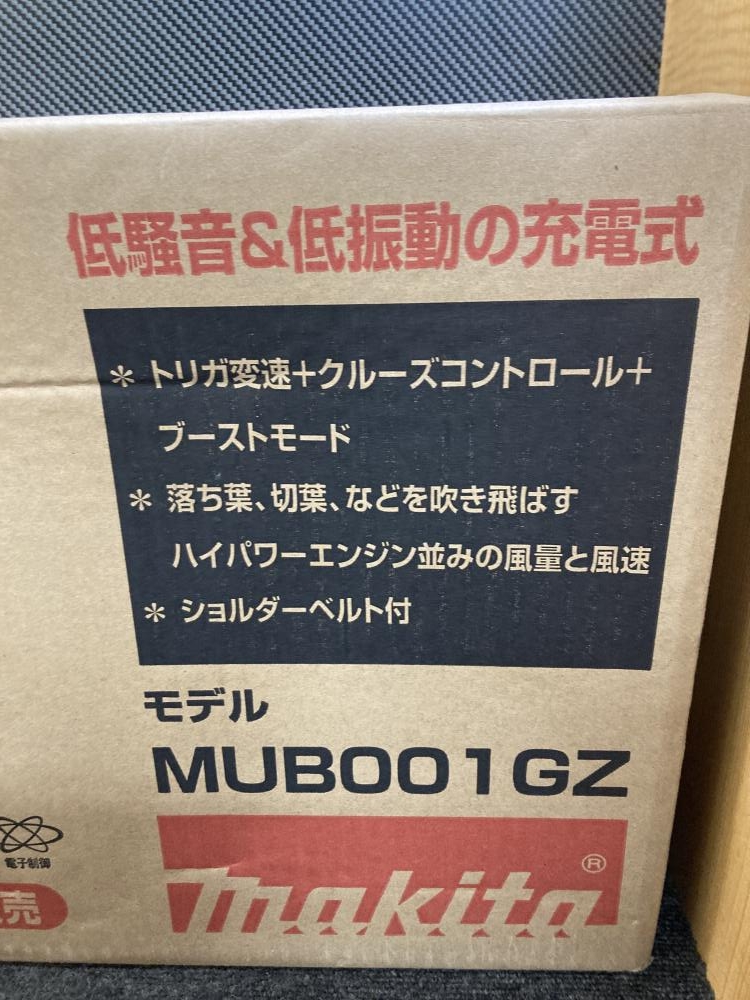 低騒音&低振動の充電式
* トリガ変速+クルーズコントロール+
ブーストモード
* 落ち葉、切葉、などを吹き飛ばす
ハイパワーエンジン並みの風量と風速
* ショルダーベルト付
モデル
MUB001GZ
電子制御
売
makita®